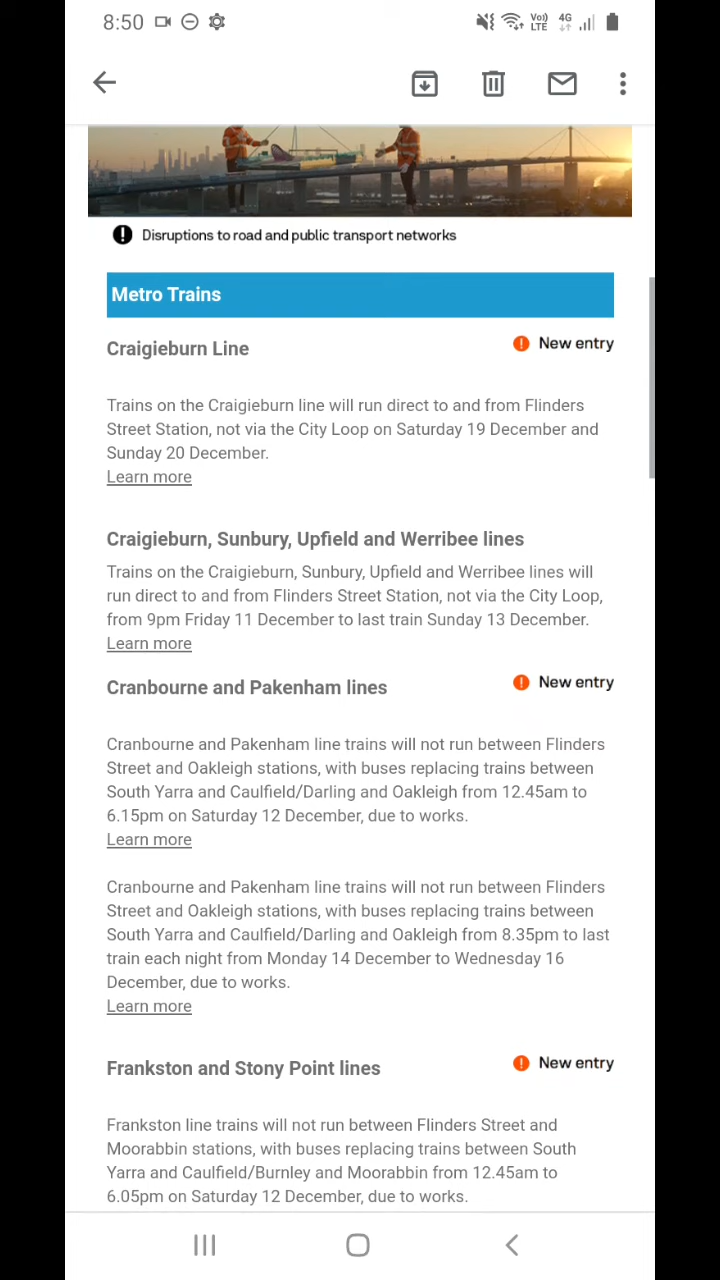 8:50
Vo))
LTE
4G
Disruptions to road and public transport networks
Metro Trains
Craigieburn Line
New entry
Trains on the Craigieburn line will run direct to and from Flinders
Street Station, not via the City Loop on Saturday 19 December and
Sunday 20 December.
Learn more
Craigieburn, Sunbury, Upfield and Werribee lines
Trains on the Craigieburn, Sunbury, Upfield and Werribee lines will
run direct to and from Flinders Street Station, not via the City Loop,
from 9pm Friday 11 December to last train Sunday 13 December.
Learn more
Cranbourne and Pakenham lines
New entry
Cranbourne and Pakenham line trains will not run between Flinders
Street and Oakleigh stations, with buses replacing trains between
South Yarra and Caulfield/Darling and Oakleigh from 12.45am to
6.15pm on Saturday 12 December, due to works.
Learn more
Cranbourne and Pakenham line trains will not run between Flinders
Street and Oakleigh stations, with buses replacing trains between
South Yarra and Caulfield/Darling and Oakleigh from 8.35pm to last
train each night from Monday 14 December to Wednesday 16
December, due to works.
Learn more
Frankston and Stony Point lines
New entry
Frankston line trains will not run between Flinders Street and
Moorabbin stations, with buses replacing trains between South
Yarra and Caulfield/Burnley and Moorabbin from 12.45am to
6.05pm on Saturday 12 December, due to works.